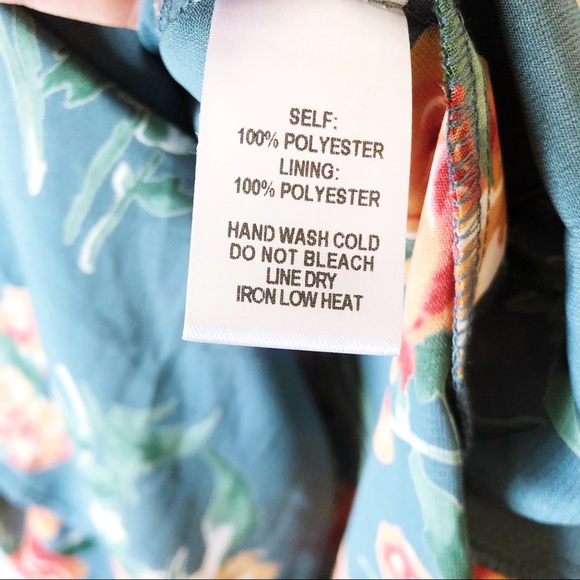 SELF:
100% POLYESTER
LINING:
100% POLYESTER
HAND WASH COLD
DO NOT BLEACH
LINE DRY
IRON LOW HEAT